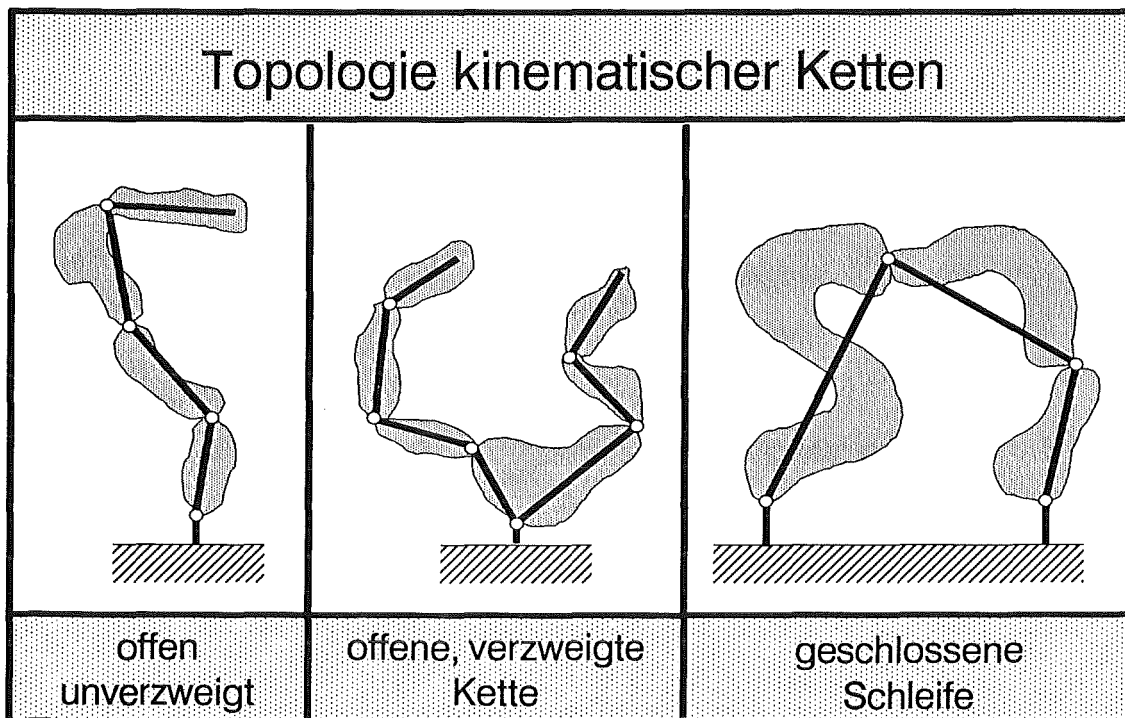 Topologie kinematischer Ketten
offen
unverzweigt
offene, verzweigte
Kette
geschlossene
Schleife